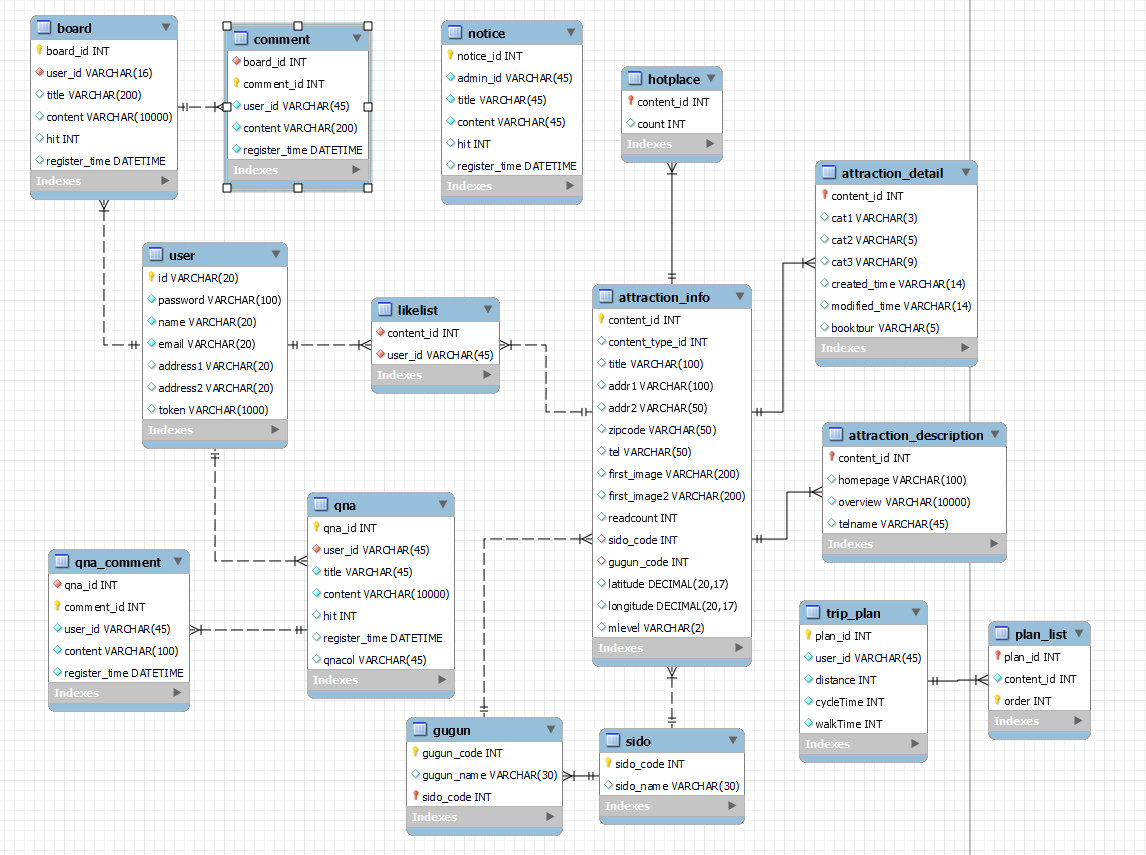 board
board_id INT
user_id VARCHAR(16)
title VARCHAR(200)
content VARCHAR(10000)
hit INT
register_time DATETIME
Indexes
comment
board_id INT
comment_id INT
user_id VARCHAR(45)
content VARCHAR(200)
register_time DATETIME
Indexes
notice
notice_id INT
admin_id VARCHAR(45)
title VARCHAR(45)
content VARCHAR(45)
hit INT
register_time DATETIME
Indexes
hotplace
content_id INT
count INT
Indexes
attraction_detail
content_id INT
cat1 VARCHAR(3)
cat2 VARCHAR(5)
cat3 VARCHAR(9)
created_time VARCHAR(14)
modified_time VARCHAR(14)
booktour VARCHAR(5)
Indexes
user
id VARCHAR(20)
password VARCHAR(100)
name VARCHAR(20)
email VARCHAR(20)
address1 VARCHAR(20)
address2 VARCHAR(20)
token VARCHAR(1000)
Indexes
likelist
content_id INT
user_id VARCHAR(45)
Indexes
attraction_info
content_id INT
content_type_id INT
title VARCHAR(100)
addr1 VARCHAR(100)
addr2 VARCHAR(50)
zipcode VARCHAR(50)
tel VARCHAR(50)
first_image VARCHAR(200)
first_image2 VARCHAR(200)
readcount INT
sido_code INT
gugun_code INT
latitude DECIMAL(20,17)
longitude DECIMAL(20,17)
mlevel VARCHAR(2)
Indexes
attraction_description
content_id INT
homepage VARCHAR(100)
overview VARCHAR(10000)
telname VARCHAR(45)
Indexes
qna
qna_id INT
user_id VARCHAR(45)
title VARCHAR(45)
content VARCHAR(10000)
hit INT
register_time DATETIME
qnacol VARCHAR(45)
Indexes
qna_comment
qna_id INT
comment_id INT
user_id VARCHAR(45)
content VARCHAR(100)
register_time DATETIME
Indexes
trip_plan
plan_id INT
user_id VARCHAR(45)
distance INT
cycleTime INT
walkTime INT
Indexes
plan_list
plan_id INT
content_id INT
order INT
Indexes
gugun
gugun_code INT
gugun_name VARCHAR(30)
sido_code INT
Indexes
sido
sido_code INT
sido_name VARCHAR(30)
Indexes